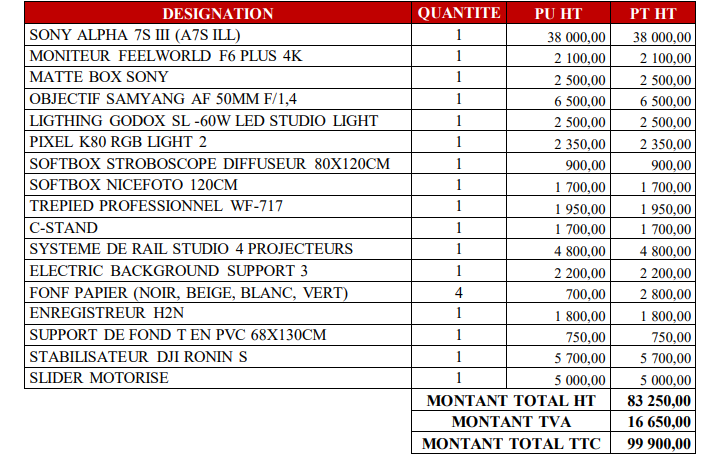 DESIGNATION QUANTITE PU HT PT HT
SONY ALPHA 7S III (A7S ILL) 1 38 000,00 38 000,00
MONITEUR FEELWORLD F6 PLUS 4K 1 2 100,00 2 100,00
MATTE BOX SONY 1 2 500,00 2 500,00
OBJECTIF SAMYANG AF 50MM F/1,4 1 6 500,00 6 500,00
LIGTHING GODOX SL -60W LED STUDIO LIGHT 1 2 500,00 2 500,00
PIXEL K80 RGB LIGHT 2 1 2 350,00 2 350,00
SOFTBOX STROBOSCOPE DIFFUSEUR 80X120CM 1 900,00 900,00
SOFTBOX NICEFOTO 120CM 1 1 700,00 1 700,00
TREPIED PROFESSIONNEL WF-717 1 1 950,00 1 950,00
C-STAND 1 1 700,00 1 700,00
SYSTEME DE RAIL STUDIO 4 PROJECTEURS 1 4 800,00 4 800,00
ELECTRIC BACKGROUND SUPPORT 3 1 2 200,00 2 200,00
FONF PAPIER (NOIR, BEIGE, BLANC, VERT) 4 700,00 2 800,00
ENREGISTREUR H2N 1 1 800,00 1 800,00
SUPPORT DE FOND T EN PVC 68X130CM 1 750,00 750,00
STABILISATEUR DJI RONIN S 1 5 700,00 5 700,00
SLIDER MOTORISE 1 5 000,00 5 000,00
MONTANT TOTAL HT 83 250,00
MONTANT TVA 16 650,00
MONTANT TOTAL TTC 99 900,00